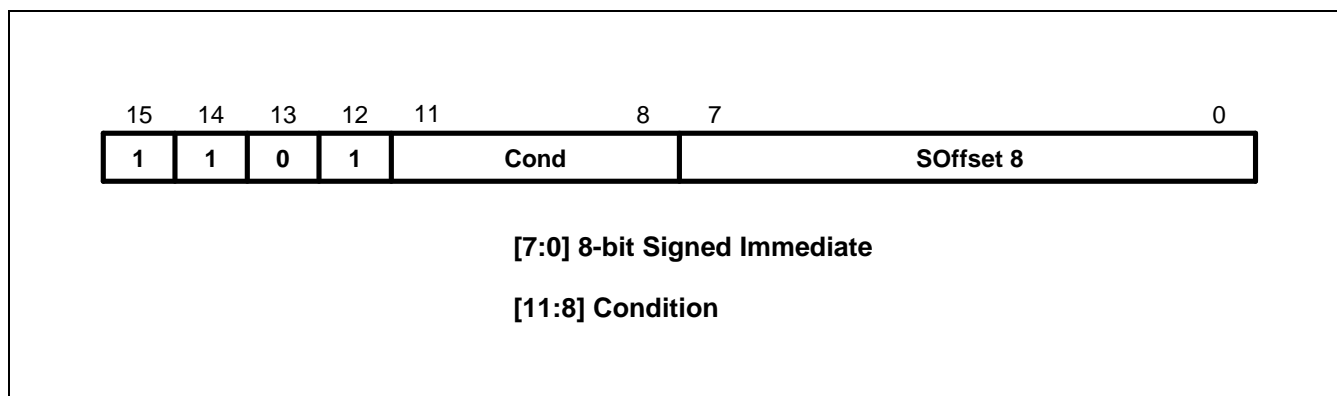 15 14 13 12 11 8 7 0
1 1 0 1 Cond SOffset 8
[7:0] 8-bit Signed Immediate
[11:8] Condition